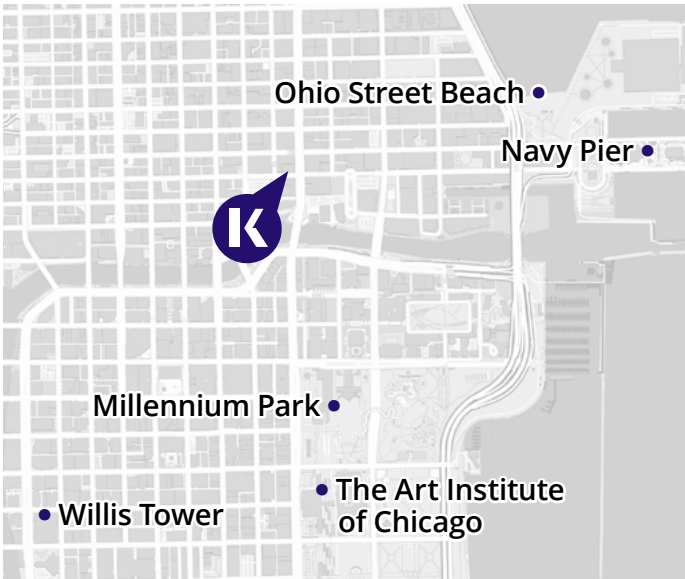 Ohio Street Beach
Navy Pier
K
Millennium Park
The Art Institute
of Chicago
Willis Tower